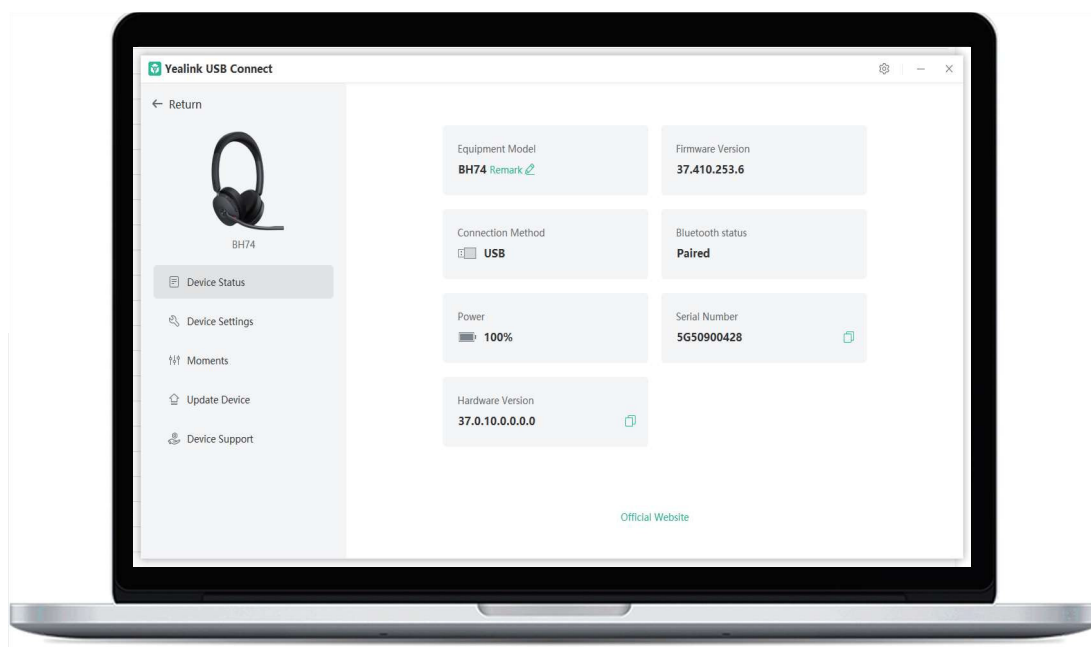 Yealink USB Connect
← Return
BH74
Device Status
Device Settings
Moments
Update Device
Device Support
Equipment Model
BH74 Remark
Firmware Version
37.410.253.6
Connection Method
USB
Bluetooth status
Paired
Power
100%
Serial Number
5G50900428
Hardware Version
37.0.10.0.0.0.0
Official Website